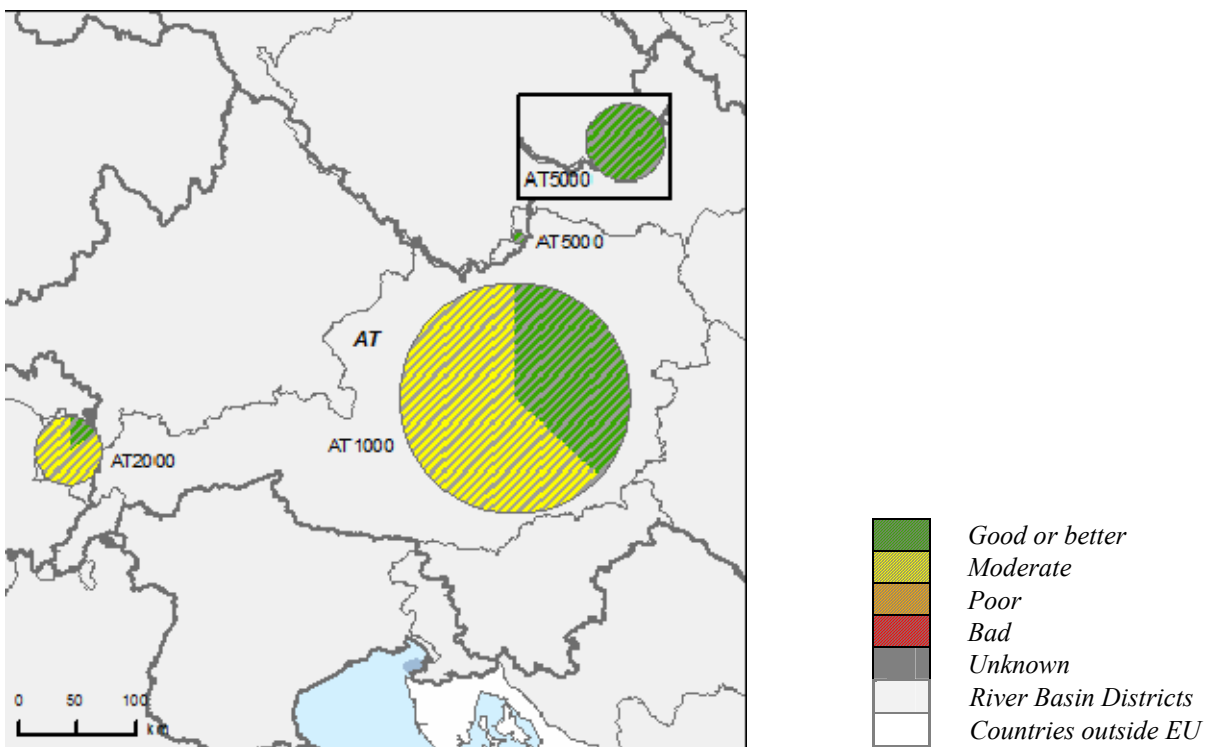 AT5000
AT5000
AT
AT1000
AT2000
0 50 100
km
Good or better
Moderate
Poor
Bad
Unknown
River Basin Districts
Countries outside EU